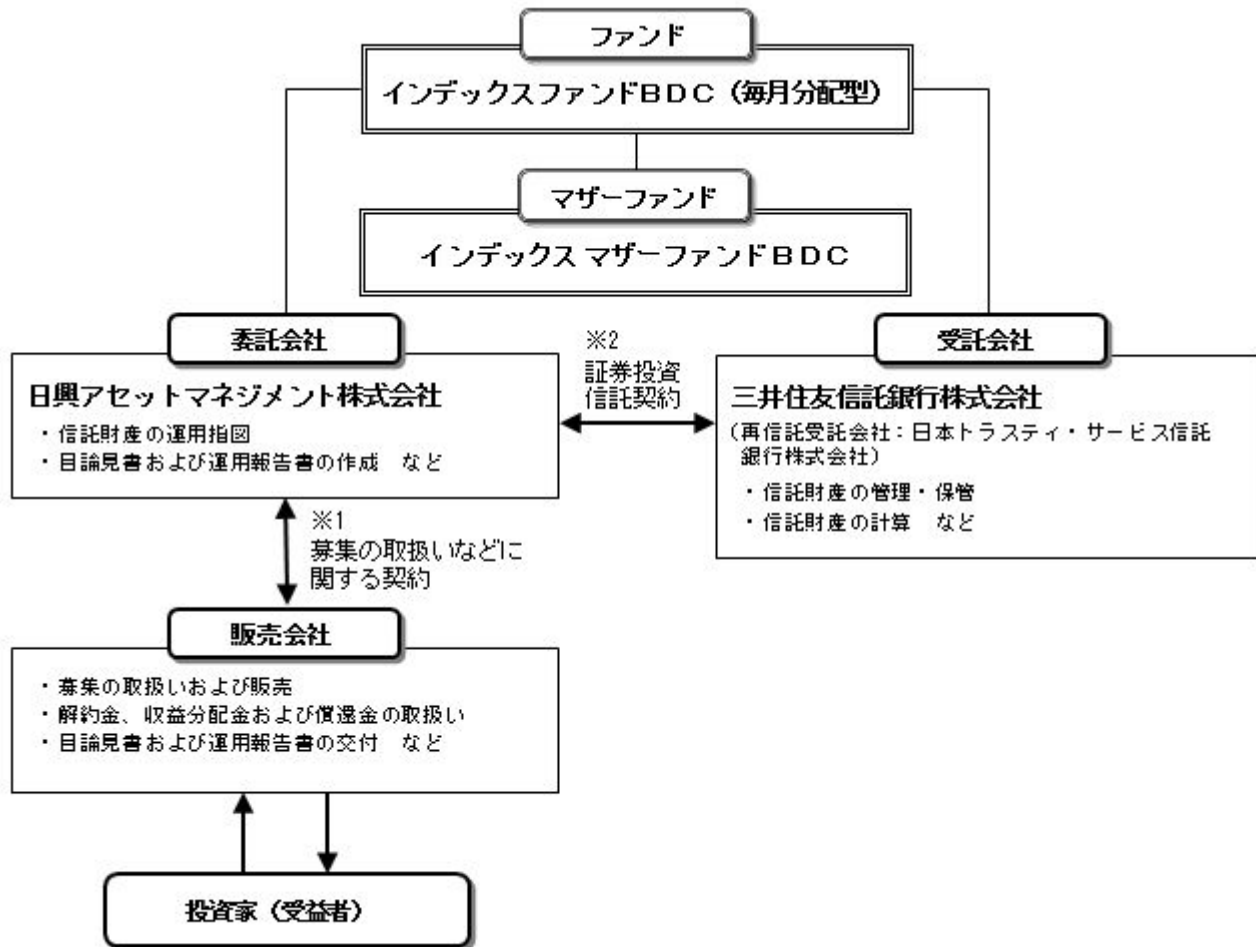 ファンド
インデックスファンドＢＤＣ（毎月分配型）
マザーファンド
インデックス マザーファンドＢＤＣ
委託会社
日興アセットマネジメント株式会社
・信託財産の運用指図
・目論見書および運用報告書の作成　など
※2
証券投資
信託契約
受託会社
三井住友信託銀行株式会社
（再信託受託会社：日本トラスティ・サービス信託
銀行株式会社）
・信託財産の管理・保管
・信託財産の計算　など
※1
募集の取扱いなどに
関する契約
販売会社
・募集の取扱いおよび販売
・解約金、収益分配金および償還金の取扱い
・目論見書および運用報告書の交付　など
投資家（受益者）